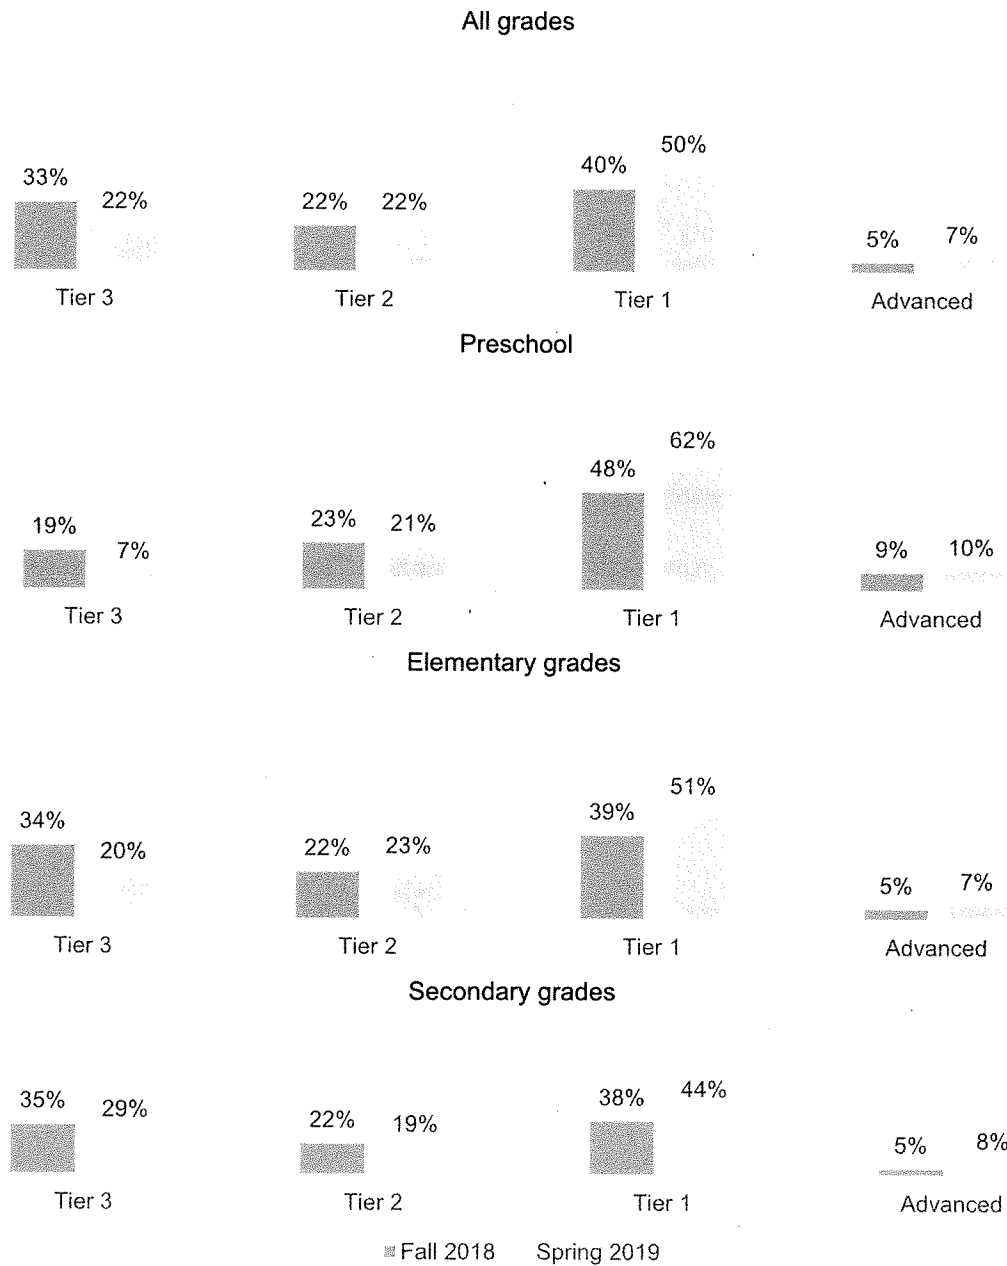 All grades
33% 22% 22% 22% 40% 50% 5% 7%
Tier 3 Tier 2 Tier 1 Advanced
Preschool
19% 7% 23% 21% 48% 62% 9% 10%
Tier 3 Tier 2 Tier 1 Advanced
Elementary grades
34% 20% 22% 23% 39% 51% 5% 7%
Tier 3 Tier 2 Tier 1 Advanced
Secondary grades
35% 29% 22% 19% 38% 44% 5% 8%
Tier 3 Tier 2 Tier 1 Advanced
Fall 2018 Spring 2019